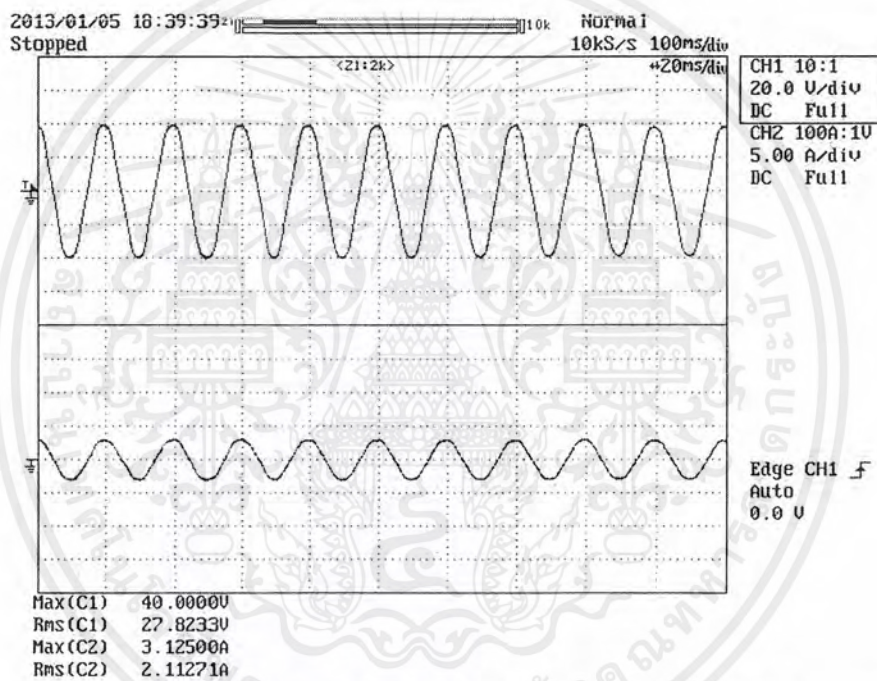 2013/01/05 18:39:39
10k
Normal
Stopped
10kS/s 100ms/div
<Z1:2k>
20ms/div
CH1 10:1
20.0 V/div
DC Full
CH2 100A:1V
5.00 A/div
DC Full
Edge CH1
Auto
0.0 V
Max(C1) 40.0000V
Rms(C1) 27.8233V
Max(C2) 3.12500A
Rms(C2) 2.11271A